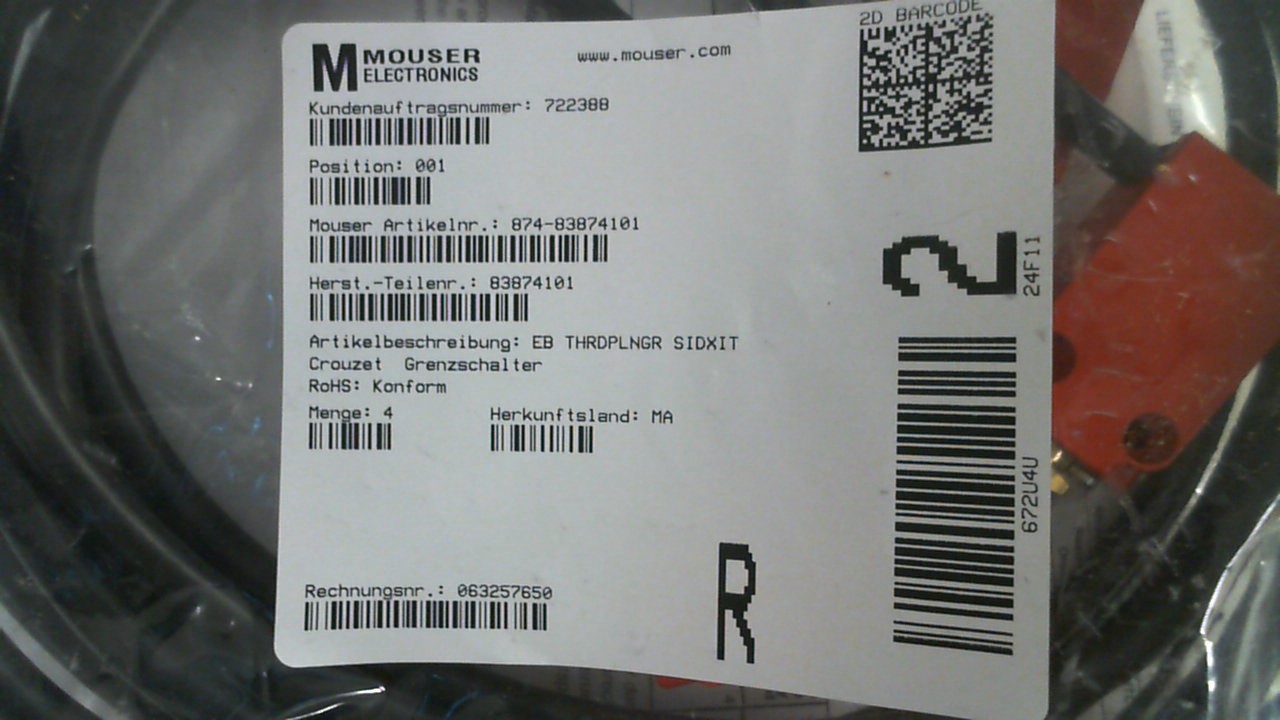 MOUSER
ELECTRONICS
www.mouser.com
2D BARCODE
Kundenauftragsnummer: 722388
Position: 001
Mouser Artikelnr.: 874-83874101
Herst.-Teilenr.: 83874101
Artikelbeschreibung: EB THRDPLNGR SIDXIT
Crouzet Grenzschalter
RoHS: Konform
Menge: 4 Herkunftsland: MA
Rechnungsnr.: 063257650
R
2
24F11
672U4U